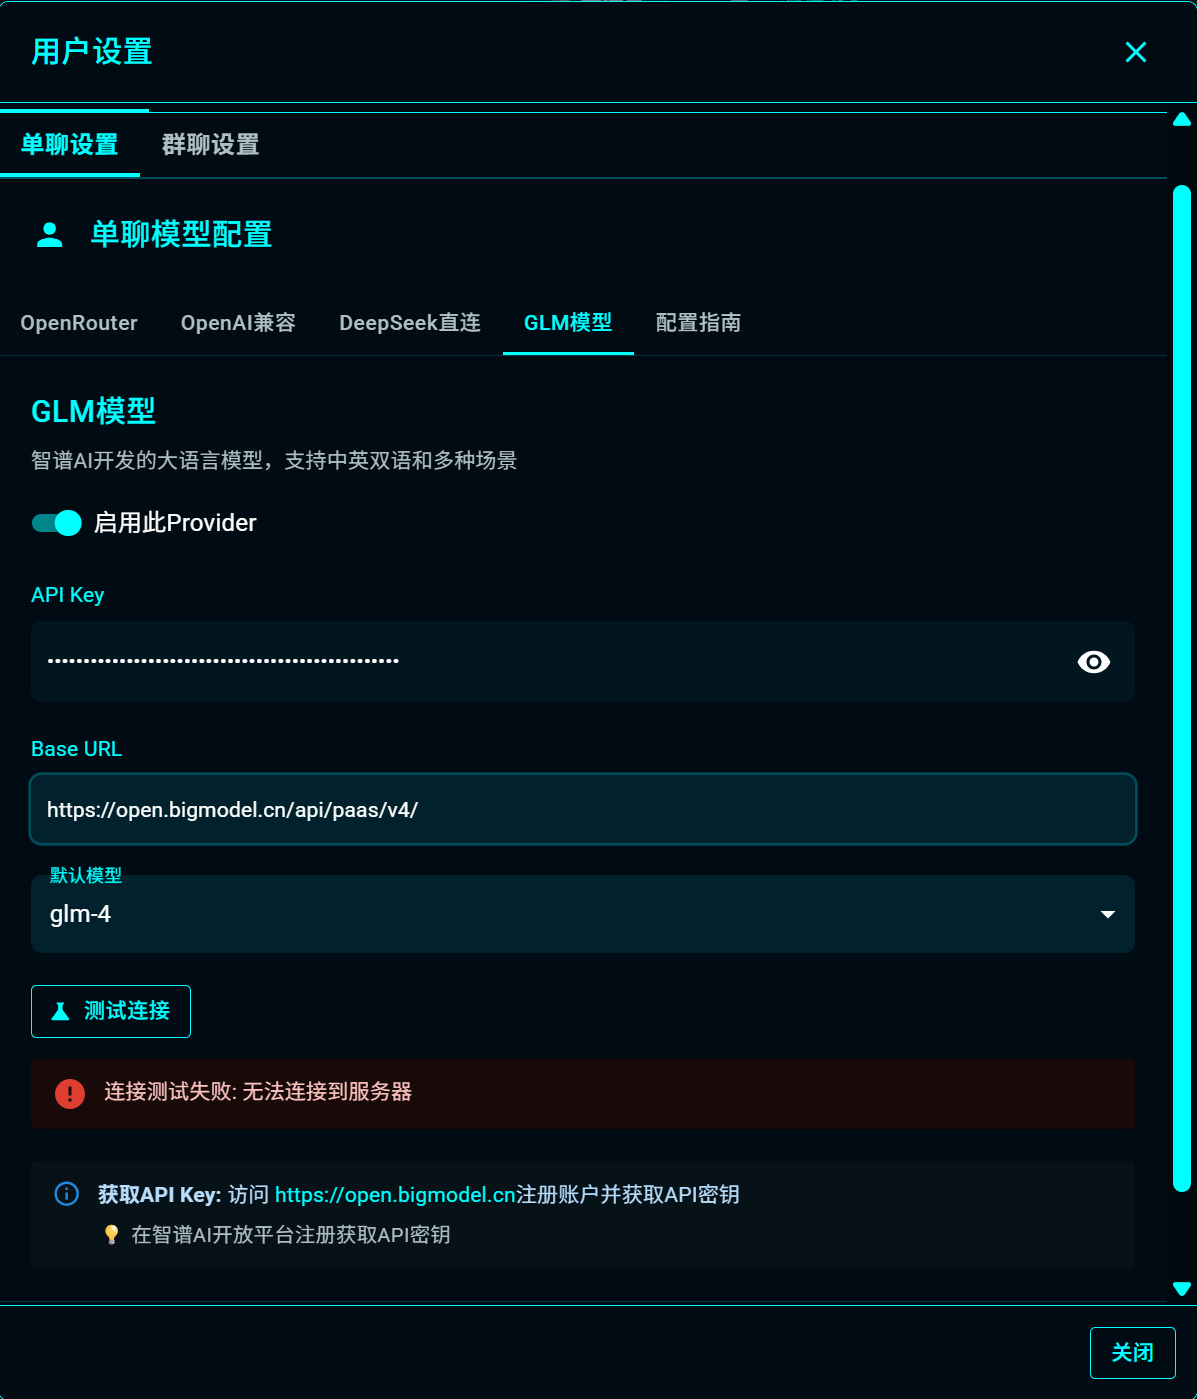 用户设置
单聊设置 群聊设置
单聊模型配置
OpenRouter OpenAI兼容 DeepSeek直连 GLM模型 配置指南
GLM模型
智谱AI开发的大语言模型，支持中英双语和多种场景
启用此Provider
API Key
Base URL
https://open.bigmodel.cn/api/paas/v4/
默认模型
glm-4
测试连接
连接测试失败: 无法连接到服务器
获取API Key: 访问 https://open.bigmodel.cn注册账户并获取API密钥
💡 在智谱AI开放平台注册获取API密钥
关闭